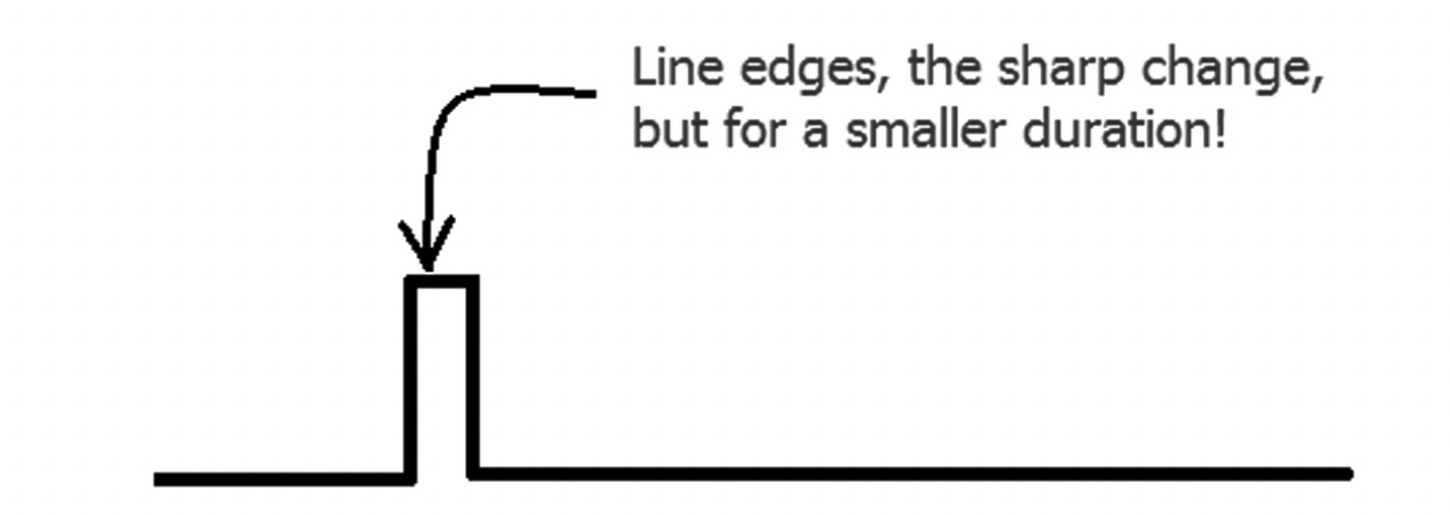 Line edges, the sharp change,
but for a smaller duration!